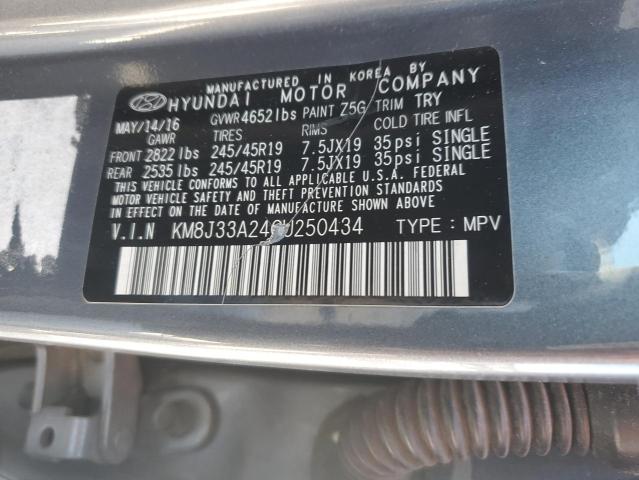 MANUFACTURED IN KOREA BY
HYUNDAI MOTOR COMPANY
MAY/14/16 GVWR 4652lbs PAINT Z5G TRIM TRY
GAWR TIRES RIMS COLD TIRE INFL
FRONT 2822 lbs 245/45R19 7.5JX19 35psi SINGLE
REAR 2535 lbs 245/45R19 7.5JX19 35psi SINGLE
THIS VEHICLE CONFORMS TO ALL APPLICABLE U.S.A. FEDERAL
MOTOR VEHICLE SAFETY AND THEFT PREVENTION STANDARDS
IN EFFECT ON THE DATE OF MANUFACTURE SHOWN ABOVE.
V.I.N KM8J33A24GU250434 TYPE: MPV